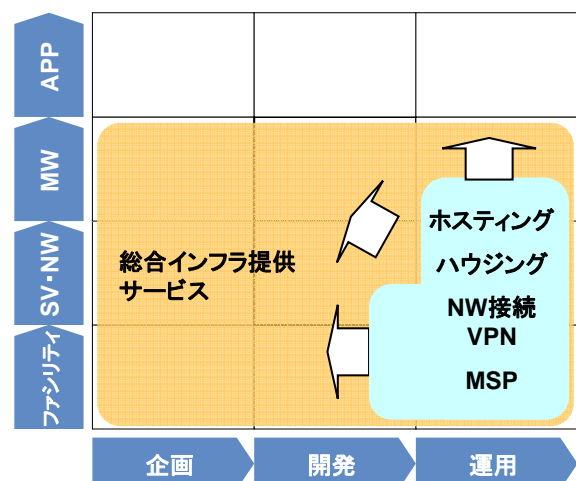 APP
MW
SV・NW
ファシリティ
総合インフラ提供
サービス
ホスティング
ハウジング
NW接続
VPN
MSP
企画
開発
運用